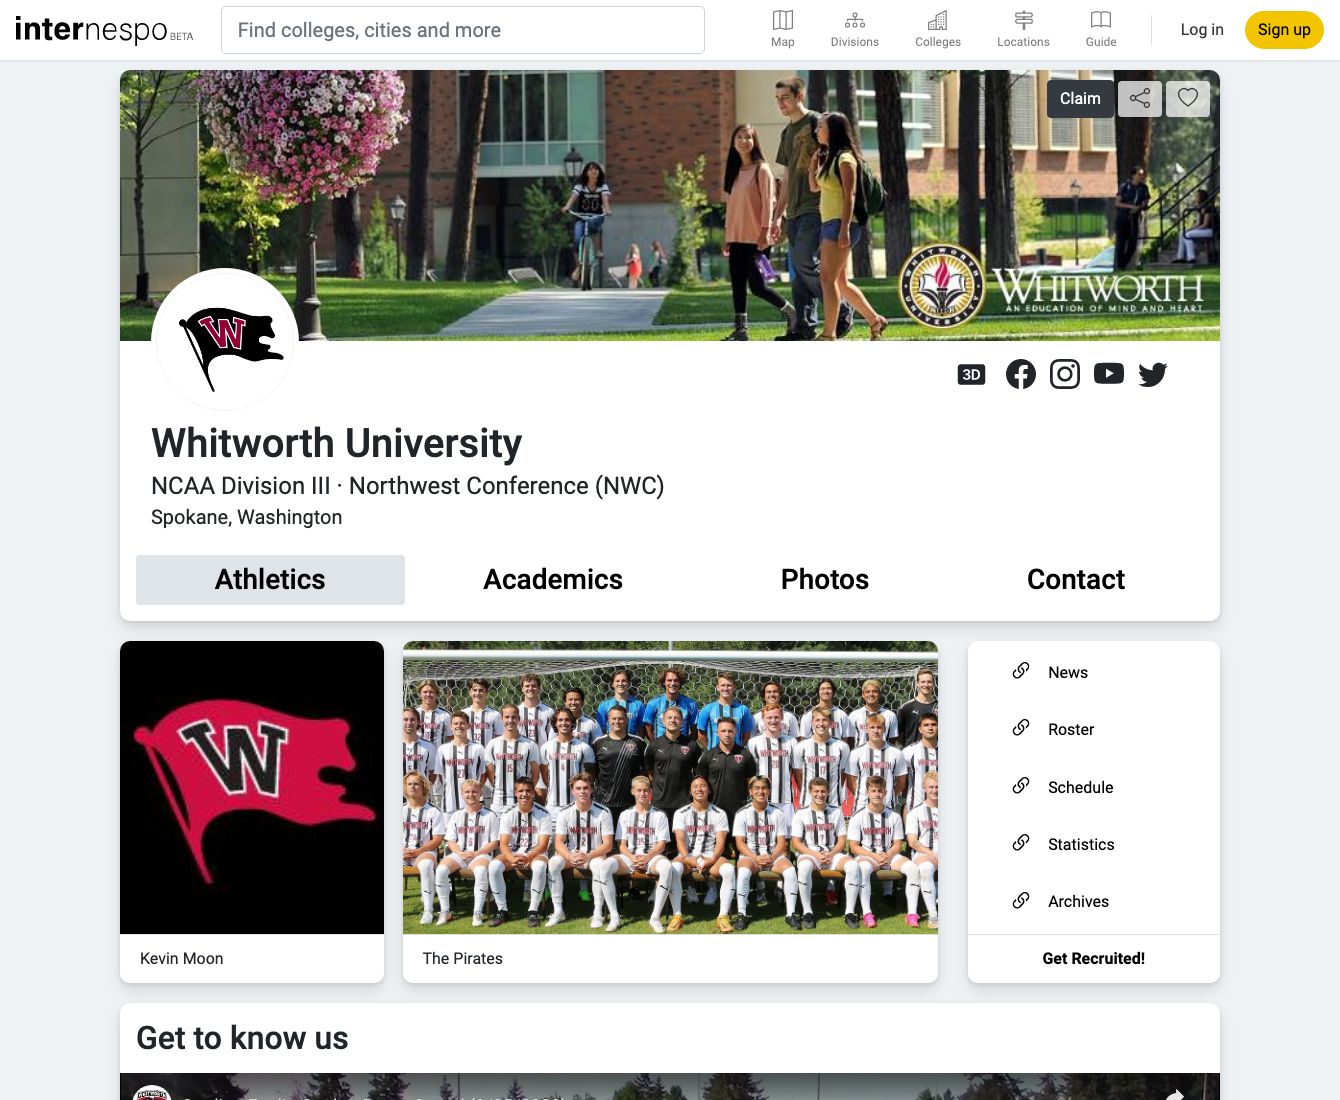 internespo BETA
Find colleges, cities and more
Map
Divisions
Colleges
Locations
Guide
Log in
Sign up
Claim
WHITWORTH
AN EDUCATION OF MIND AND HEART
W
3D
Whitworth University
NCAA Division III · Northwest Conference (NWC)
Spokane, Washington
Athletics
Academics
Photos
Contact
W
Kevin Moon
The Pirates
News
Roster
Schedule
Statistics
Archives
Get Recruited!
Get to know us